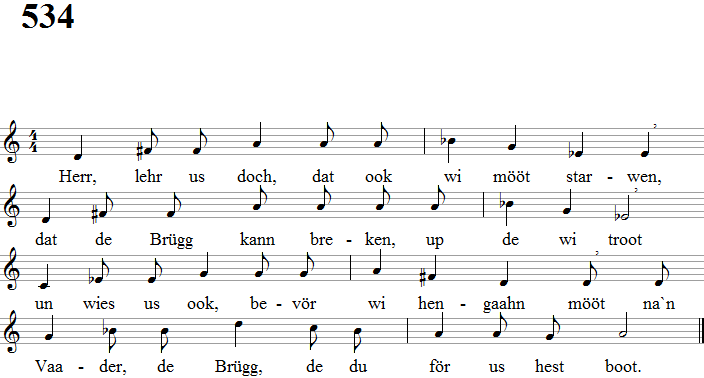 534
Herr, lehr us doch, dat ook wi mööt star - wen,
dat de Brügg kann bre - ken, up de wi troot
un wies us ook, be - vör wi hen - gaahn mööt na`n
Vaa - der, de Brügg, de du för us hest boot.